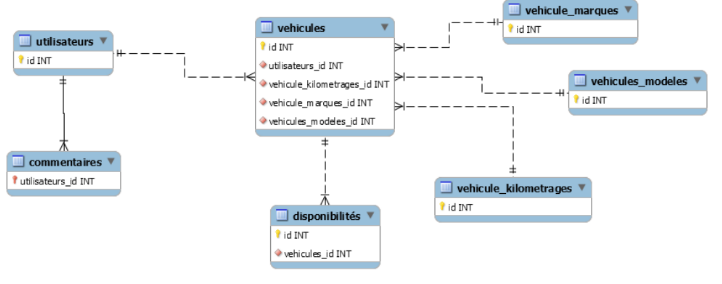 utilisateurs
id INT
commentaires
utilisateurs_id INT
vehicules
id INT
utilisateurs_id INT
vehicule_kilometrages_id INT
vehicule_marques_id INT
vehicules_modeles_id INT
disponibilités
id INT
vehicules_id INT
vehicule_marques
id INT
vehicules_modeles
id INT
vehicule_kilometrages
id INT